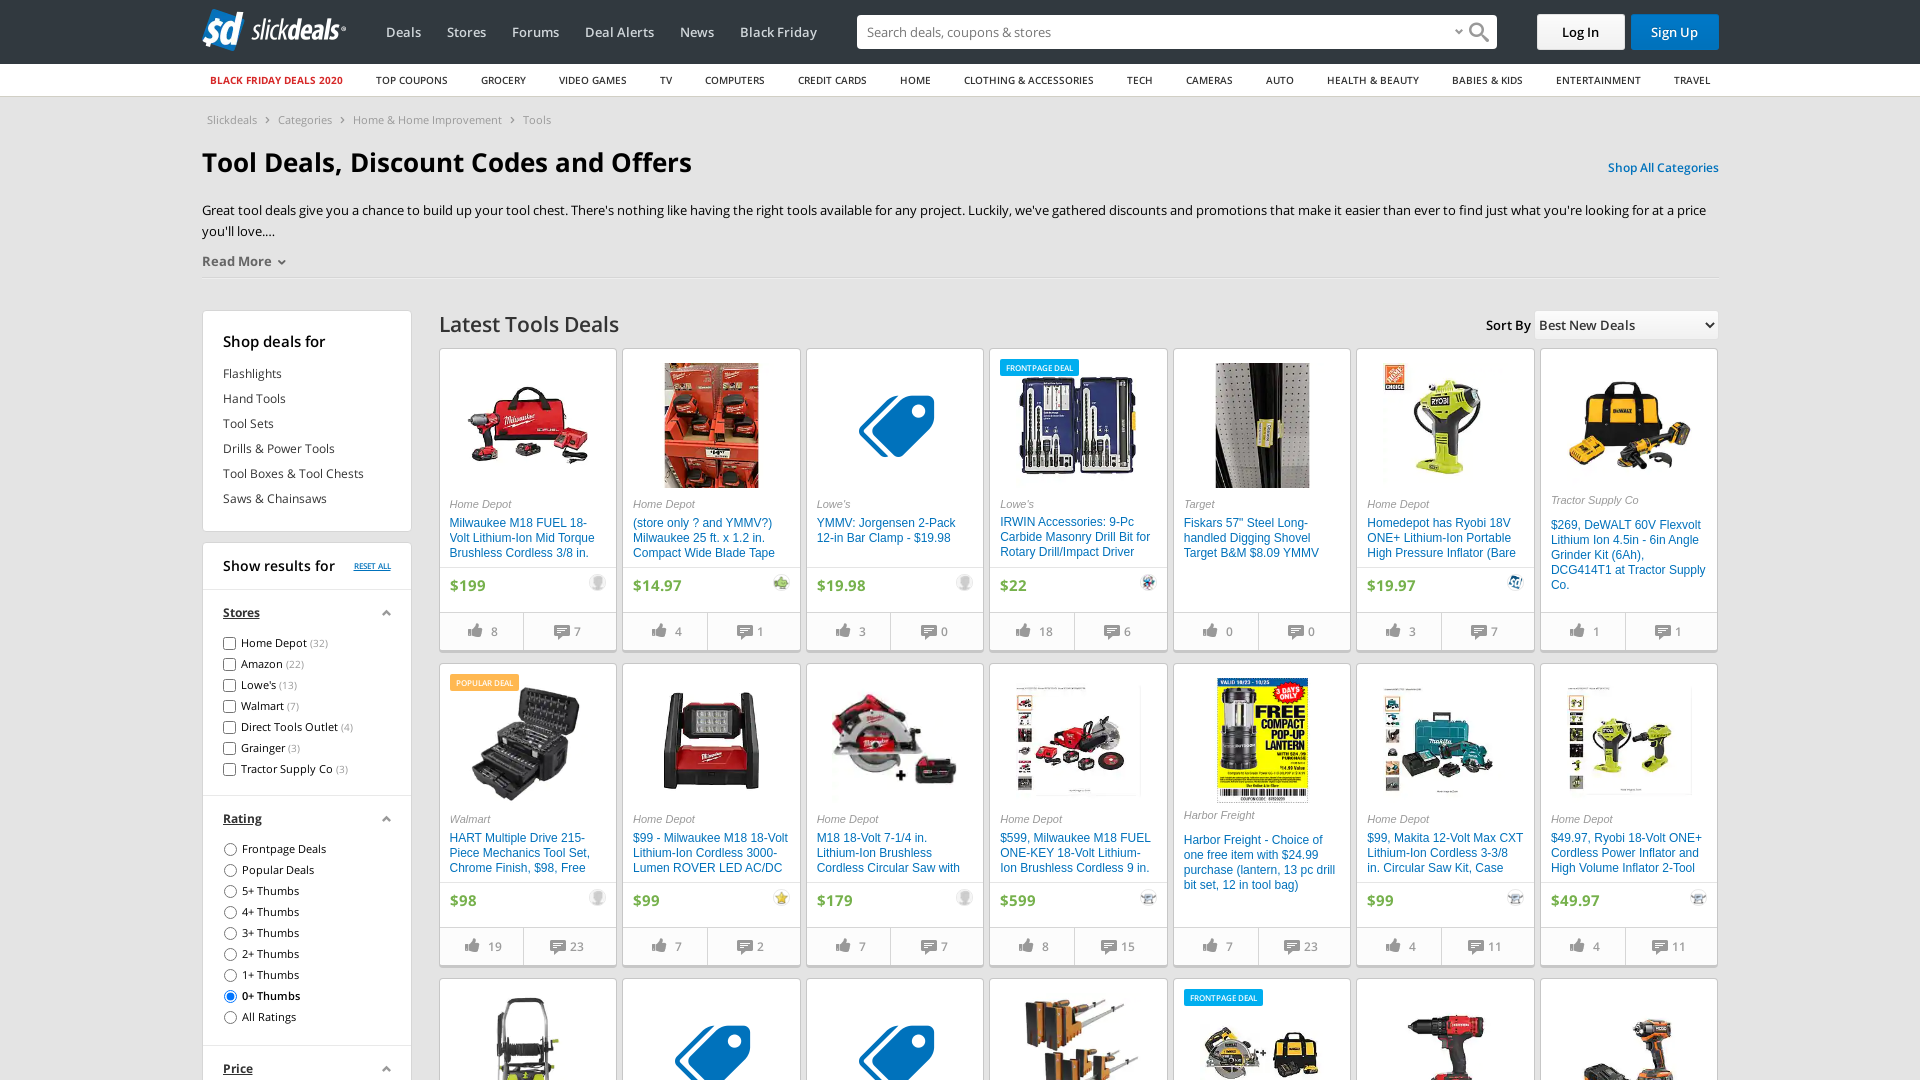 slickdeals
Deals
Stores
Forums
Deal Alerts
News
Black Friday
Search deals, coupons & stores
Log In
Sign Up
BLACK FRIDAY DEALS 2020
TOP COUPONS
GROCERY
VIDEO GAMES
TV
COMPUTERS
CREDIT CARDS
HOME
CLOTHING & ACCESSORIES
TECH
CAMERAS
AUTO
HEALTH & BEAUTY
BABIES & KIDS
ENTERTAINMENT
TRAVEL
Slickdeals > Categories > Home & Home Improvement > Tools
Tool Deals, Discount Codes and Offers
Shop All Categories
Great tool deals give you a chance to build up your tool chest. There's nothing like having the right tools available for any project. Luckily, we've gathered discounts and promotions that make it easier than ever to find just what you're looking for at a price
you'll love....
Read More
Shop deals for
Flashlights
Hand Tools
Tool Sets
Drills & Power Tools
Tool Boxes & Tool Chests
Saws & Chainsaws
Show results for
RESET ALL
Stores
Home Depot (32)
Amazon (22)
Lowe's (13)
Walmart (7)
Direct Tools Outlet (4)
Grainger (3)
Tractor Supply Co (3)
Rating
Frontpage Deals
Popular Deals
5+ Thumbs
4+ Thumbs
3+ Thumbs
2+ Thumbs
1+ Thumbs
0+ Thumbs
All Ratings
Price
Latest Tools Deals
Sort By Best New Deals
Home Depot
Milwaukee M18 FUEL 18-
Volt Lithium-Ion Mid Torque
Brushless Cordless 3/8 in.
$199
8
7
Home Depot
(store only ? and YMMV?)
Milwaukee 25 ft. x 1.2 in.
Compact Wide Blade Tape
$14.97
4
1
Lowe's
YMMV: Jorgensen 2-Pack
12-in Bar Clamp - $19.98
$19.98
3
0
FRONTPAGE DEAL
Lowe's
IRWIN Accessories: 9-Pc
Carbide Masonry Drill Bit for
Rotary Drill/Impact Driver
$22
18
6
Target
Fiskars 57" Steel Long-
handled Digging Shovel
Target B&M $8.09 YMMV
0
0
Home Depot
Homedepot has Ryobi 18V
ONE+ Lithium-Ion Portable
High Pressure Inflator (Bare
$19.97
3
7
Tractor Supply Co
$269, DeWALT 60V Flexvolt
Lithium Ion 4.5in - 6in Angle
Grinder Kit (6Ah),
DCG414T1 at Tractor Supply
Co.
1
1
POPULAR DEAL
Walmart
HART Multiple Drive 215-
Piece Mechanics Tool Set,
Chrome Finish, $98, Free
$98
19
23
Home Depot
$99 - Milwaukee M18 18-Volt
Lithium-Ion Cordless 3000-
Lumen ROVER LED AC/DC
$99
7
2
Home Depot
M18 18-Volt 7-1/4 in.
Lithium-Ion Brushless
Cordless Circular Saw with
$179
7
7
Home Depot
$599, Milwaukee M18 FUEL
ONE-KEY 18-Volt Lithium-
Ion Brushless Cordless 9 in.
$599
8
15
VALID 10/23 - 10/25
3 DAYS
ONLY
FREE
COMPACT
POP-UP
LANTERN
Harbor Freight
Harbor Freight - Choice of
one free item with $24.99
purchase (lantern, 13 pc drill
bit set, 12 in tool bag)
7
23
Home Depot
$99, Makita 12-Volt Max CXT
Lithium-Ion Cordless 3-3/8
in. Circular Saw Kit, Case
$99
4
11
Home Depot
$49.97, Ryobi 18-Volt ONE+
Cordless Power Inflator and
High Volume Inflator 2-Tool
$49.97
4
11
FRONTPAGE DEAL